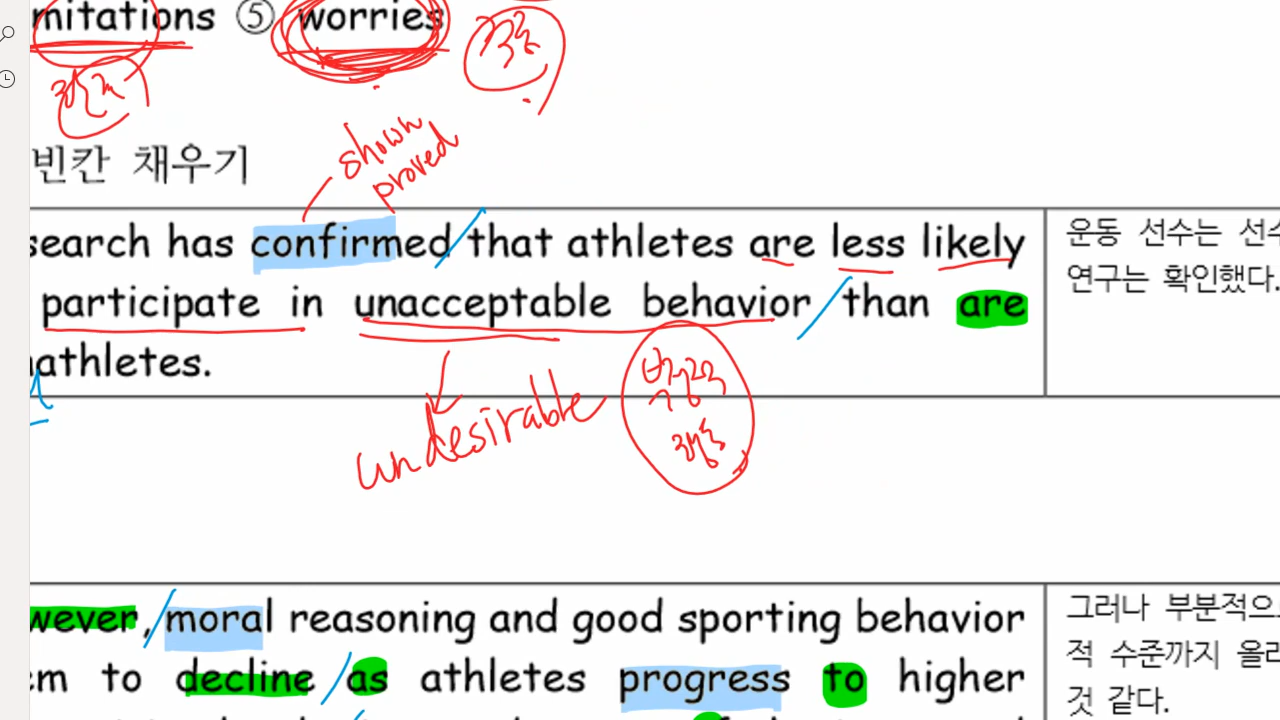 mitations ⑤ worries
빈칸 채우기
shown
proved
search has confirmed that athletes are less likely
participate in unacceptable behavior than are
athletes.
undesirable
운동 선수는 선수
연구는 확인했다.
wever, moral reasoning and good sporting behavior
em to decline as athletes progress to higher
그러나 부분적으
적 수준까지 올라
것 같다.